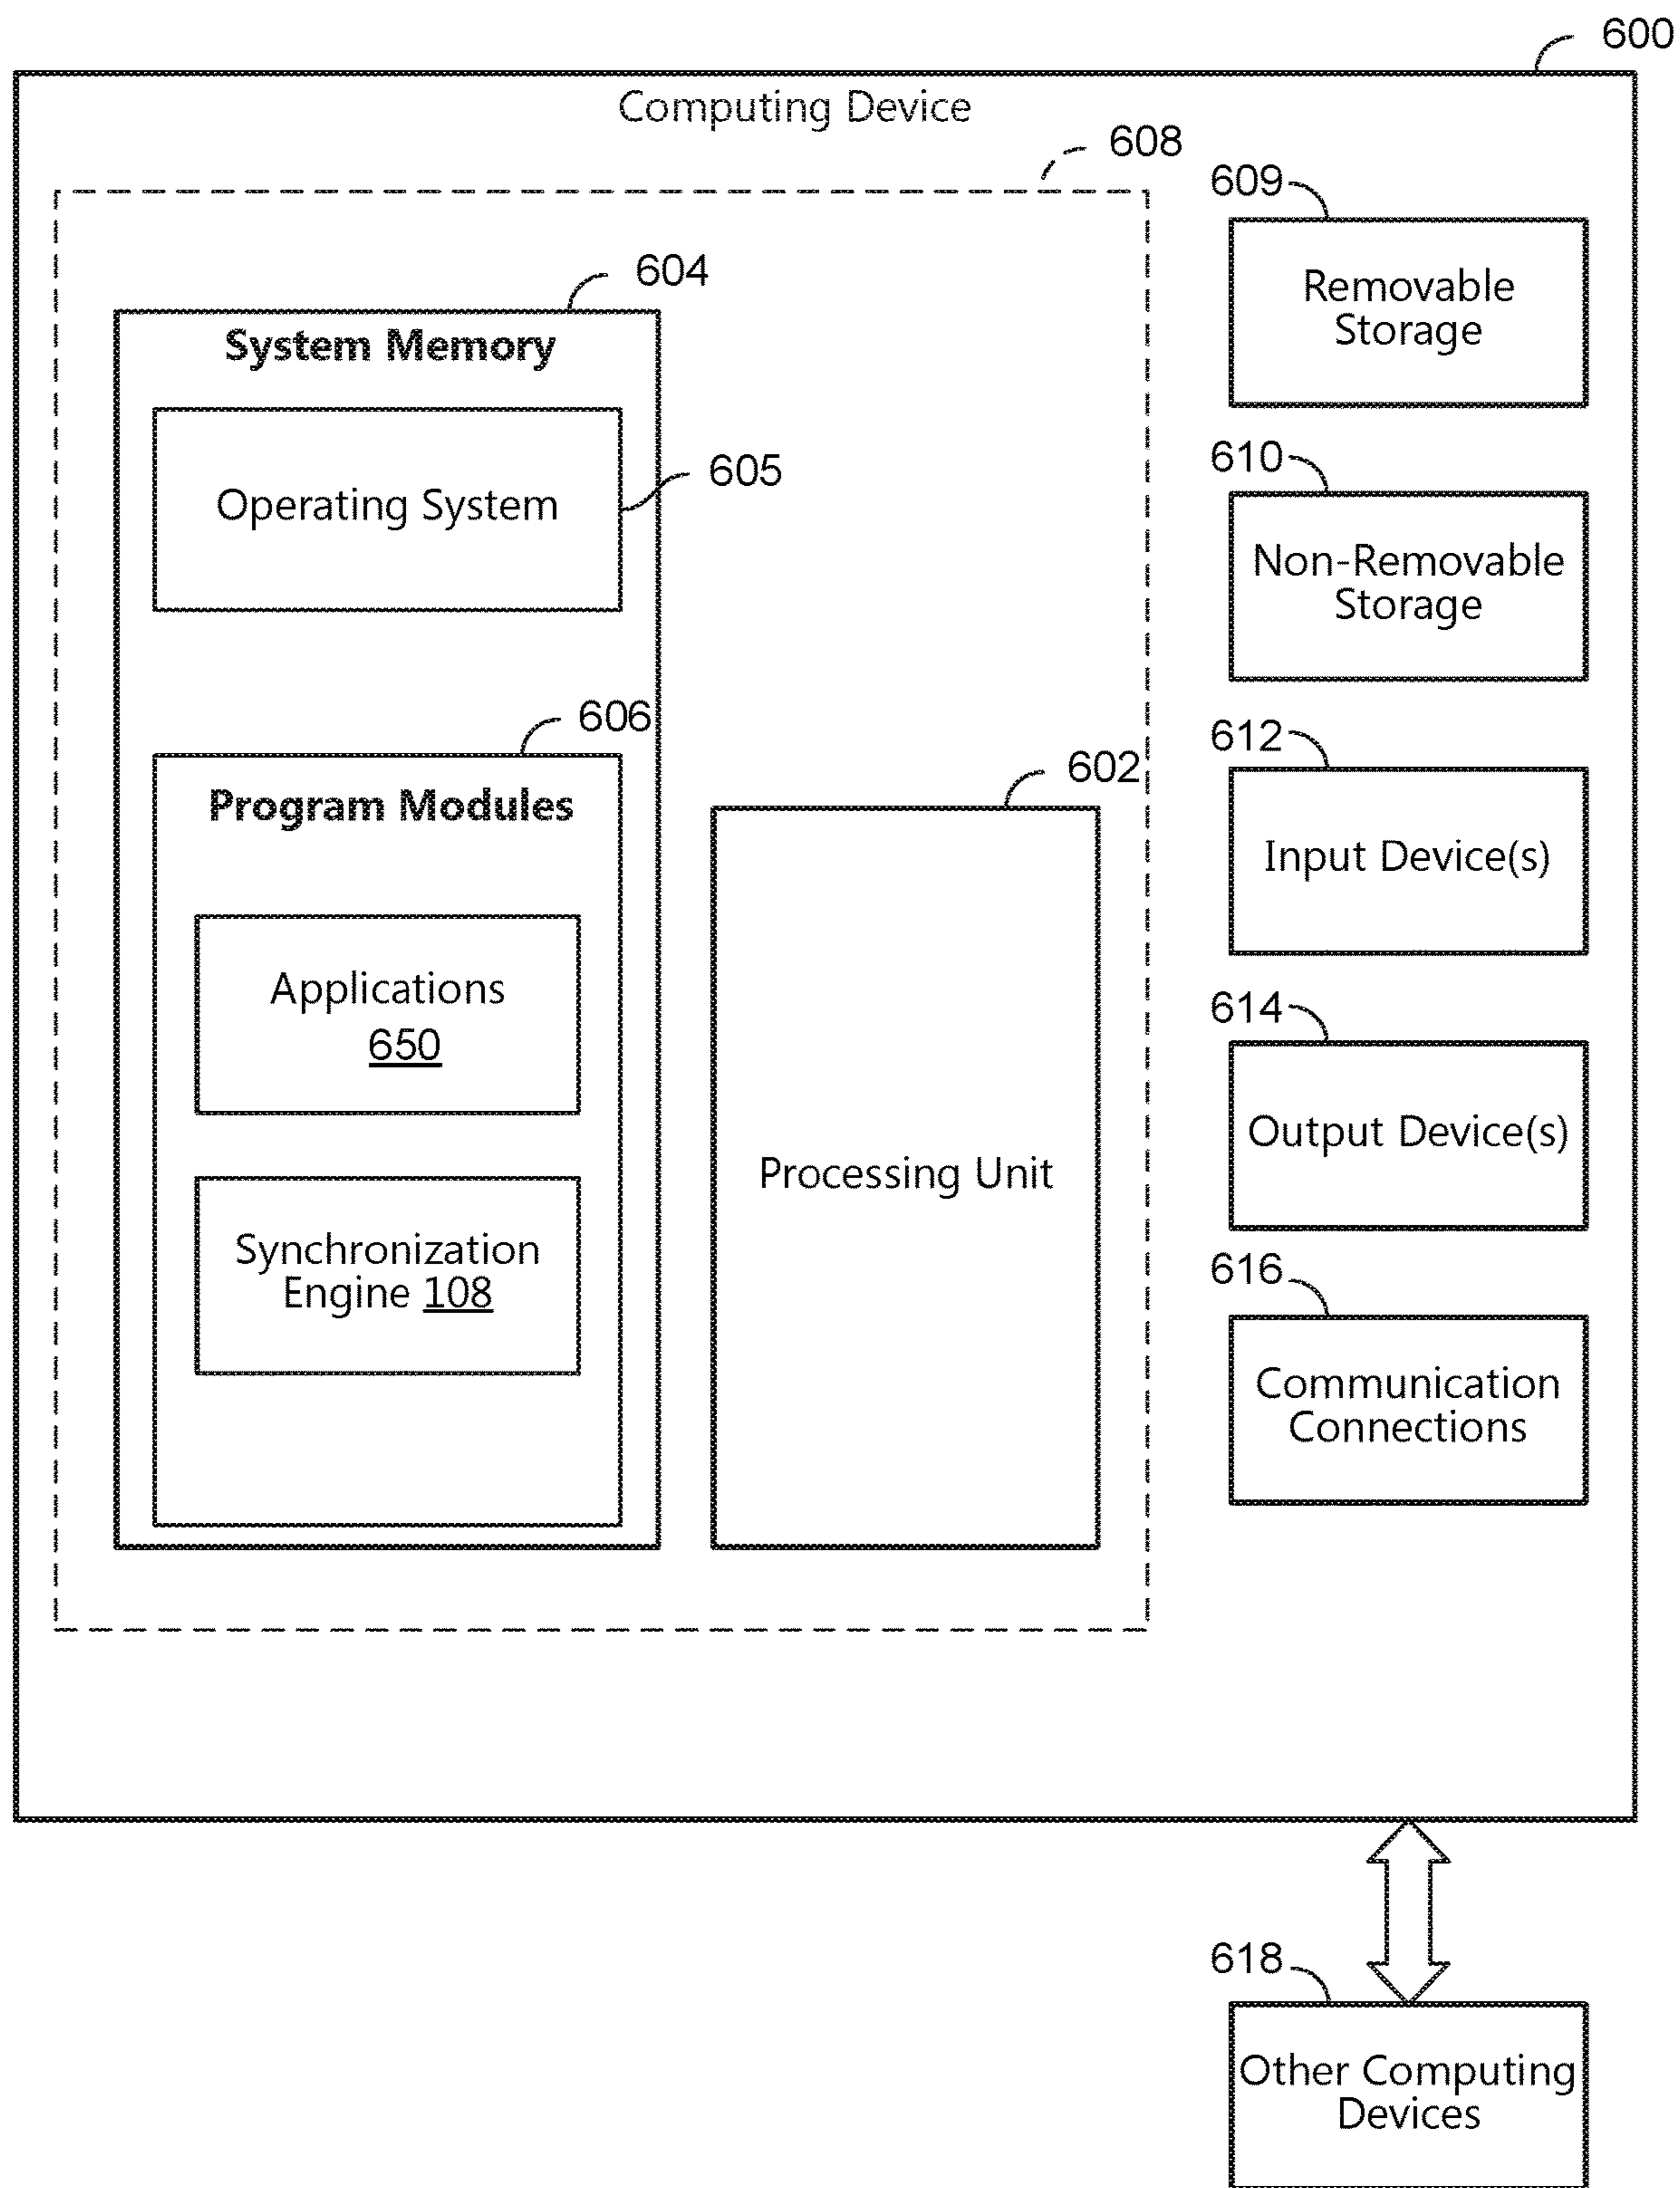 600
Computing Device
608
609
Removable
Storage
604
System Memory
Operating System
605
610
Non-Removable
Storage
606
Program Modules
602
612
Input Device(s)
Applications
650
Processing Unit
614
Output Device(s)
Synchronization
Engine 108
616
Communication
Connections
618
Other Computing
Devices